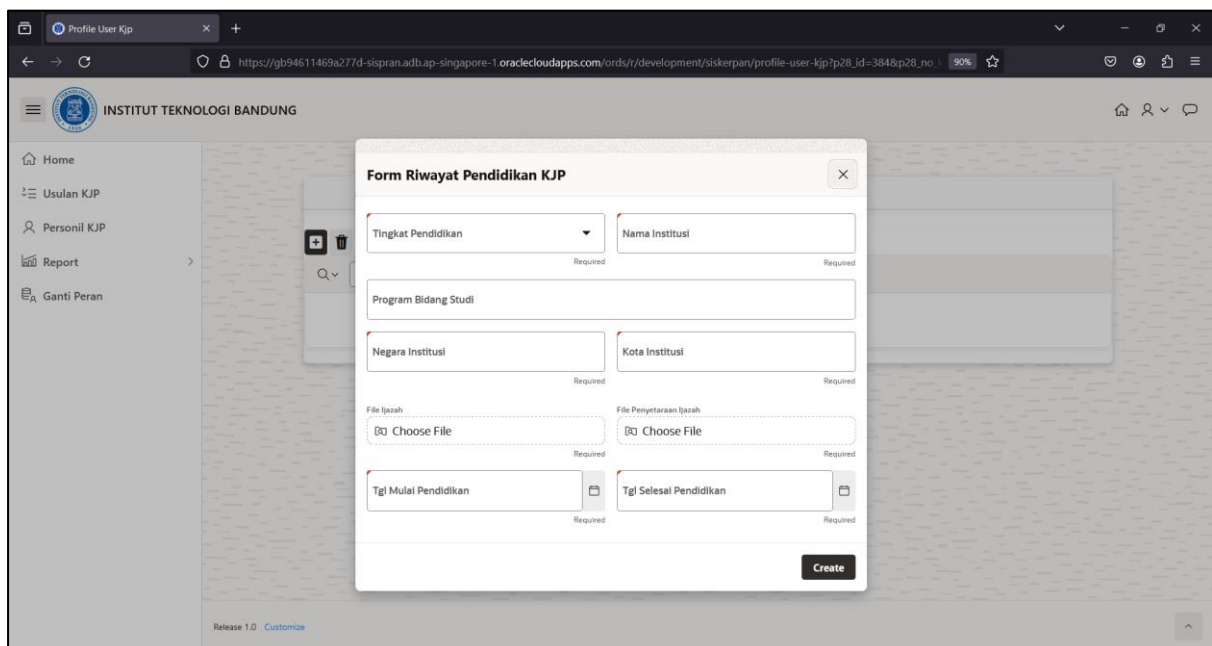 Profile User Kjp
https://gb94611469a277d-sispran.adb.ap-singapore-1.oraclecloudapps.com/ords/r/development/siskerpan/profile-user-kjp?p28_id=384&p28_no_ 90%
INSTITUT TEKNOLOGI BANDUNG
Home
Usulan KJP
Personil KJP
Report
Ganti Peran
Form Riwayat Pendidikan KJP
Tingkat Pendidikan Nama Institusi
Required Required
Program Bidang Studi
Negara Institusi Kota Institusi
Required Required
File Ijazah File Penyetaraan Ijazah
Choose File Choose File
Required Required
Tgl Mulai Pendidikan Tgl Selesai Pendidikan
Required Required
Create
Release 1.0 Customize